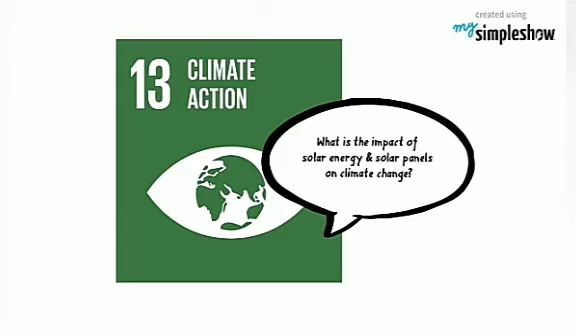 created using
my simpleshow
13 CLIMATE
ACTION
What is the impact of
solar energy & solar panels
on climate change?